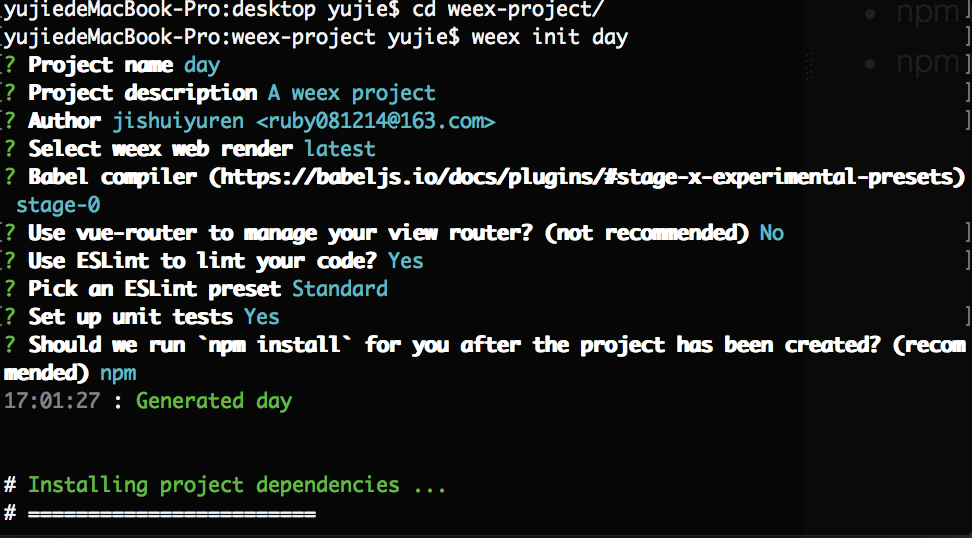 yujiedeMacBook-Pro:desktop yujie$ cd weex-project/
yujiedeMacBook-Pro:weex-project yujie$ weex init day
? Project name day
? Project description A weex project
? Author jishuiyuren <ruby081214@163.com>
? Select weex web render latest
? Babel compiler (https://babeljs.io/docs/plugins/#stage-x-experimental-presets)
stage-0
? Use vue-router to manage your view router? (not recommended) No
? Use ESLint to lint your code? Yes
? Pick an ESLint preset Standard
? Set up unit tests Yes
? Should we run `npm install` for you after the project has been created? (recom
mended) npm
17:01:27 : Generated day
# Installing project dependencies ...
# ========================
• npm
• npm